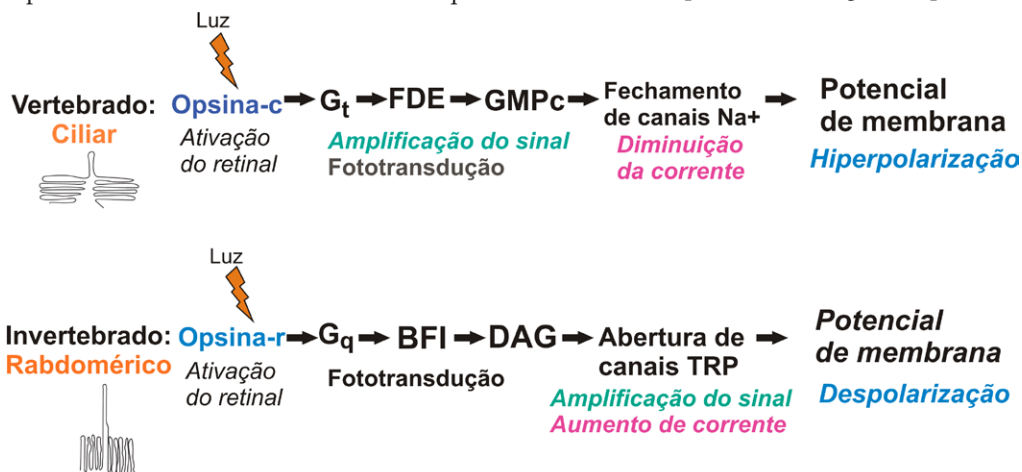 Luz
Vertebrado: Opsina-c → Gt → FDE → GMPc → Fechamento de canais Na+ → Potencial de membrana
Ciliar
Ativação do retinal
Amplificação do sinal
Fototransdução
Diminuição da corrente
Hiperpolarização
Luz
Invertebrado: Opsina-r → Gq → BFI → DAG → Abertura de canais TRP → Potencial de membrana
Rabdomérico
Ativação do retinal
Fototransdução
Amplificação do sinal
Aumento de corrente
Despolarização